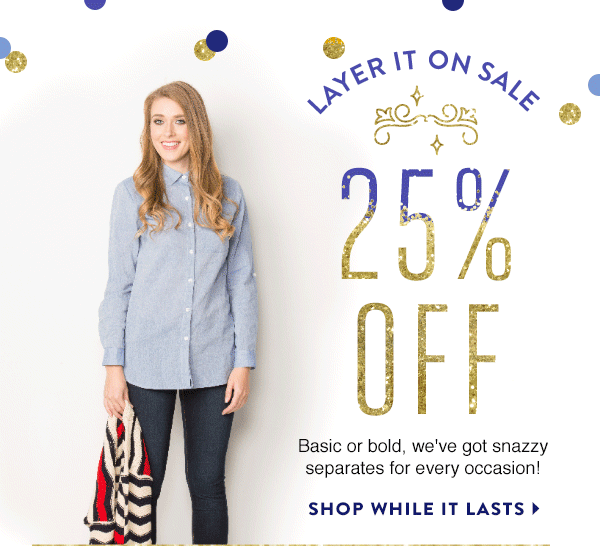 LAYER IT ON SALE
25%
OFF
Basic or bold, we've got snazzy
separates for every occasion!
SHOP WHILE IT LASTS